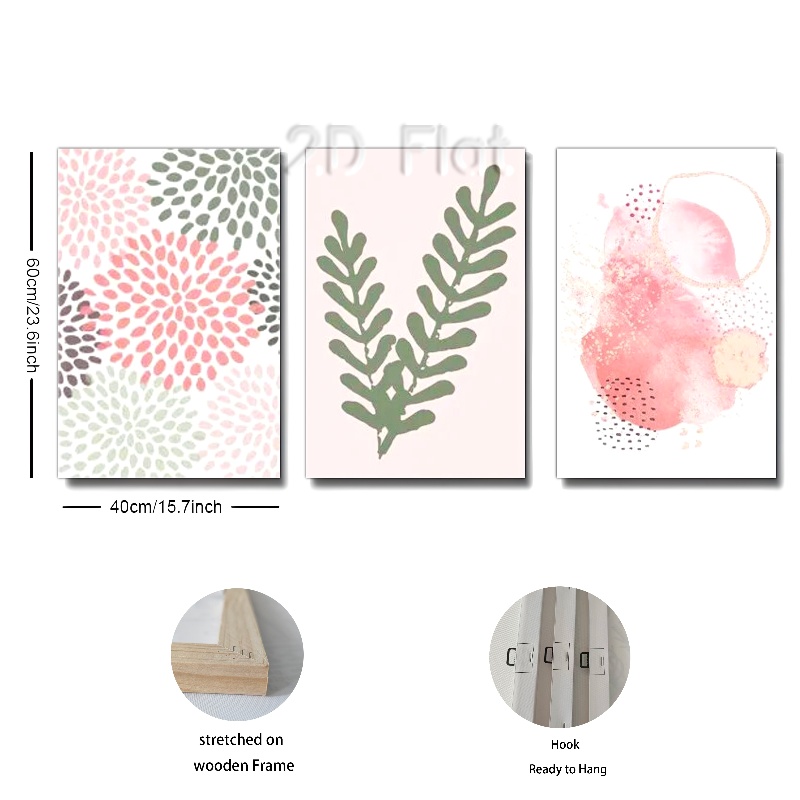 2D Flat
60cm/23.6inch
40cm/15.7inch
stretched on
wooden Frame
Hook
Ready to Hang